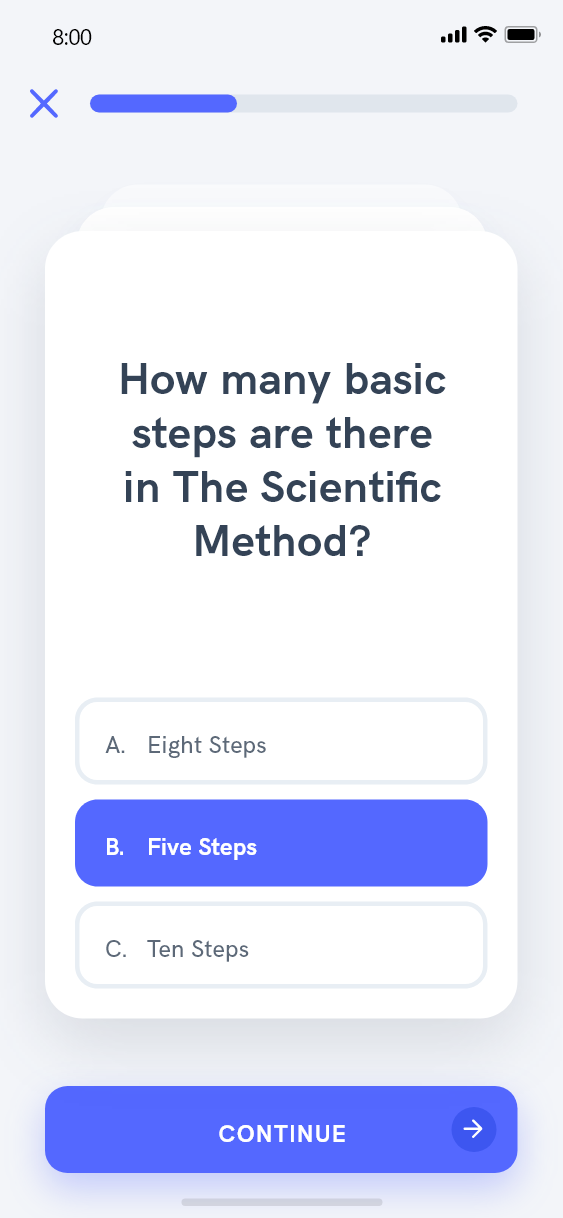 8:00
How many basic
steps are there
in The Scientific
Method?
A. Eight Steps
B. Five Steps
C. Ten Steps
CONTINUE